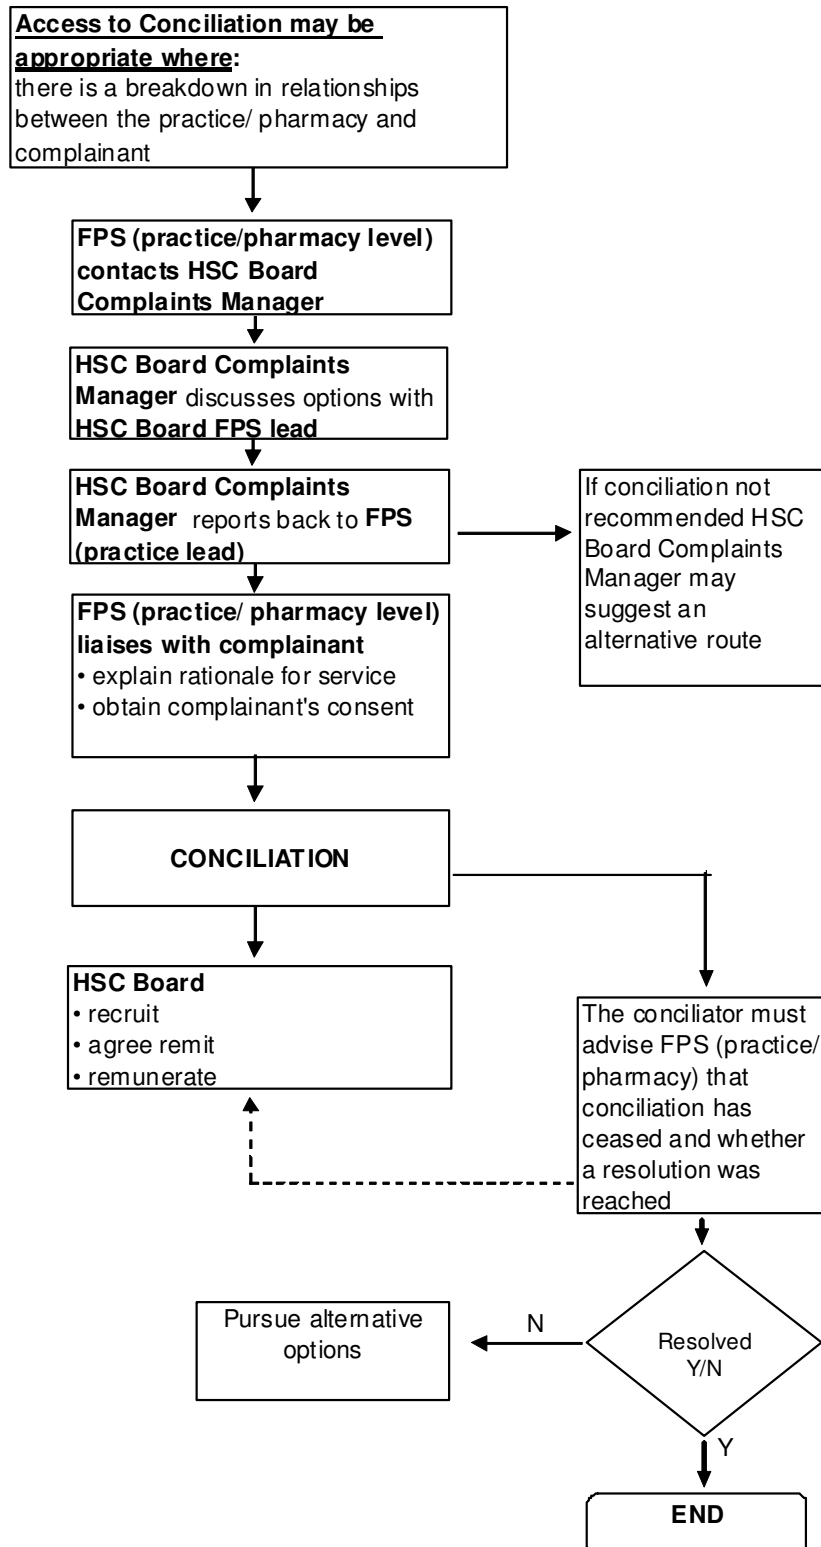 Access to Conciliation may be
appropriate where:
there is a breakdown in relationships
between the practice/ pharmacy and
complainant
FPS (practice/pharmacy level)
contacts HSC Board
Complaints Manager
HSC Board Complaints
Manager discusses options with
HSC Board FPS lead
HSC Board Complaints
Manager reports back to FPS
(practice lead)
If conciliation not
recommended HSC
Board Complaints
Manager may
suggest an
alternative route
FPS (practice/ pharmacy level)
liaises with complainant
• explain rationale for service
• obtain complainant's consent
CONCILIATION
HSC Board
• recruit
• agree remit
• remunerate
The conciliator must
advise FPS (practice/
pharmacy) that
conciliation has
ceased and whether
a resolution was
reached
Pursue alternative
options
N
Resolved
Y/N
Y
END